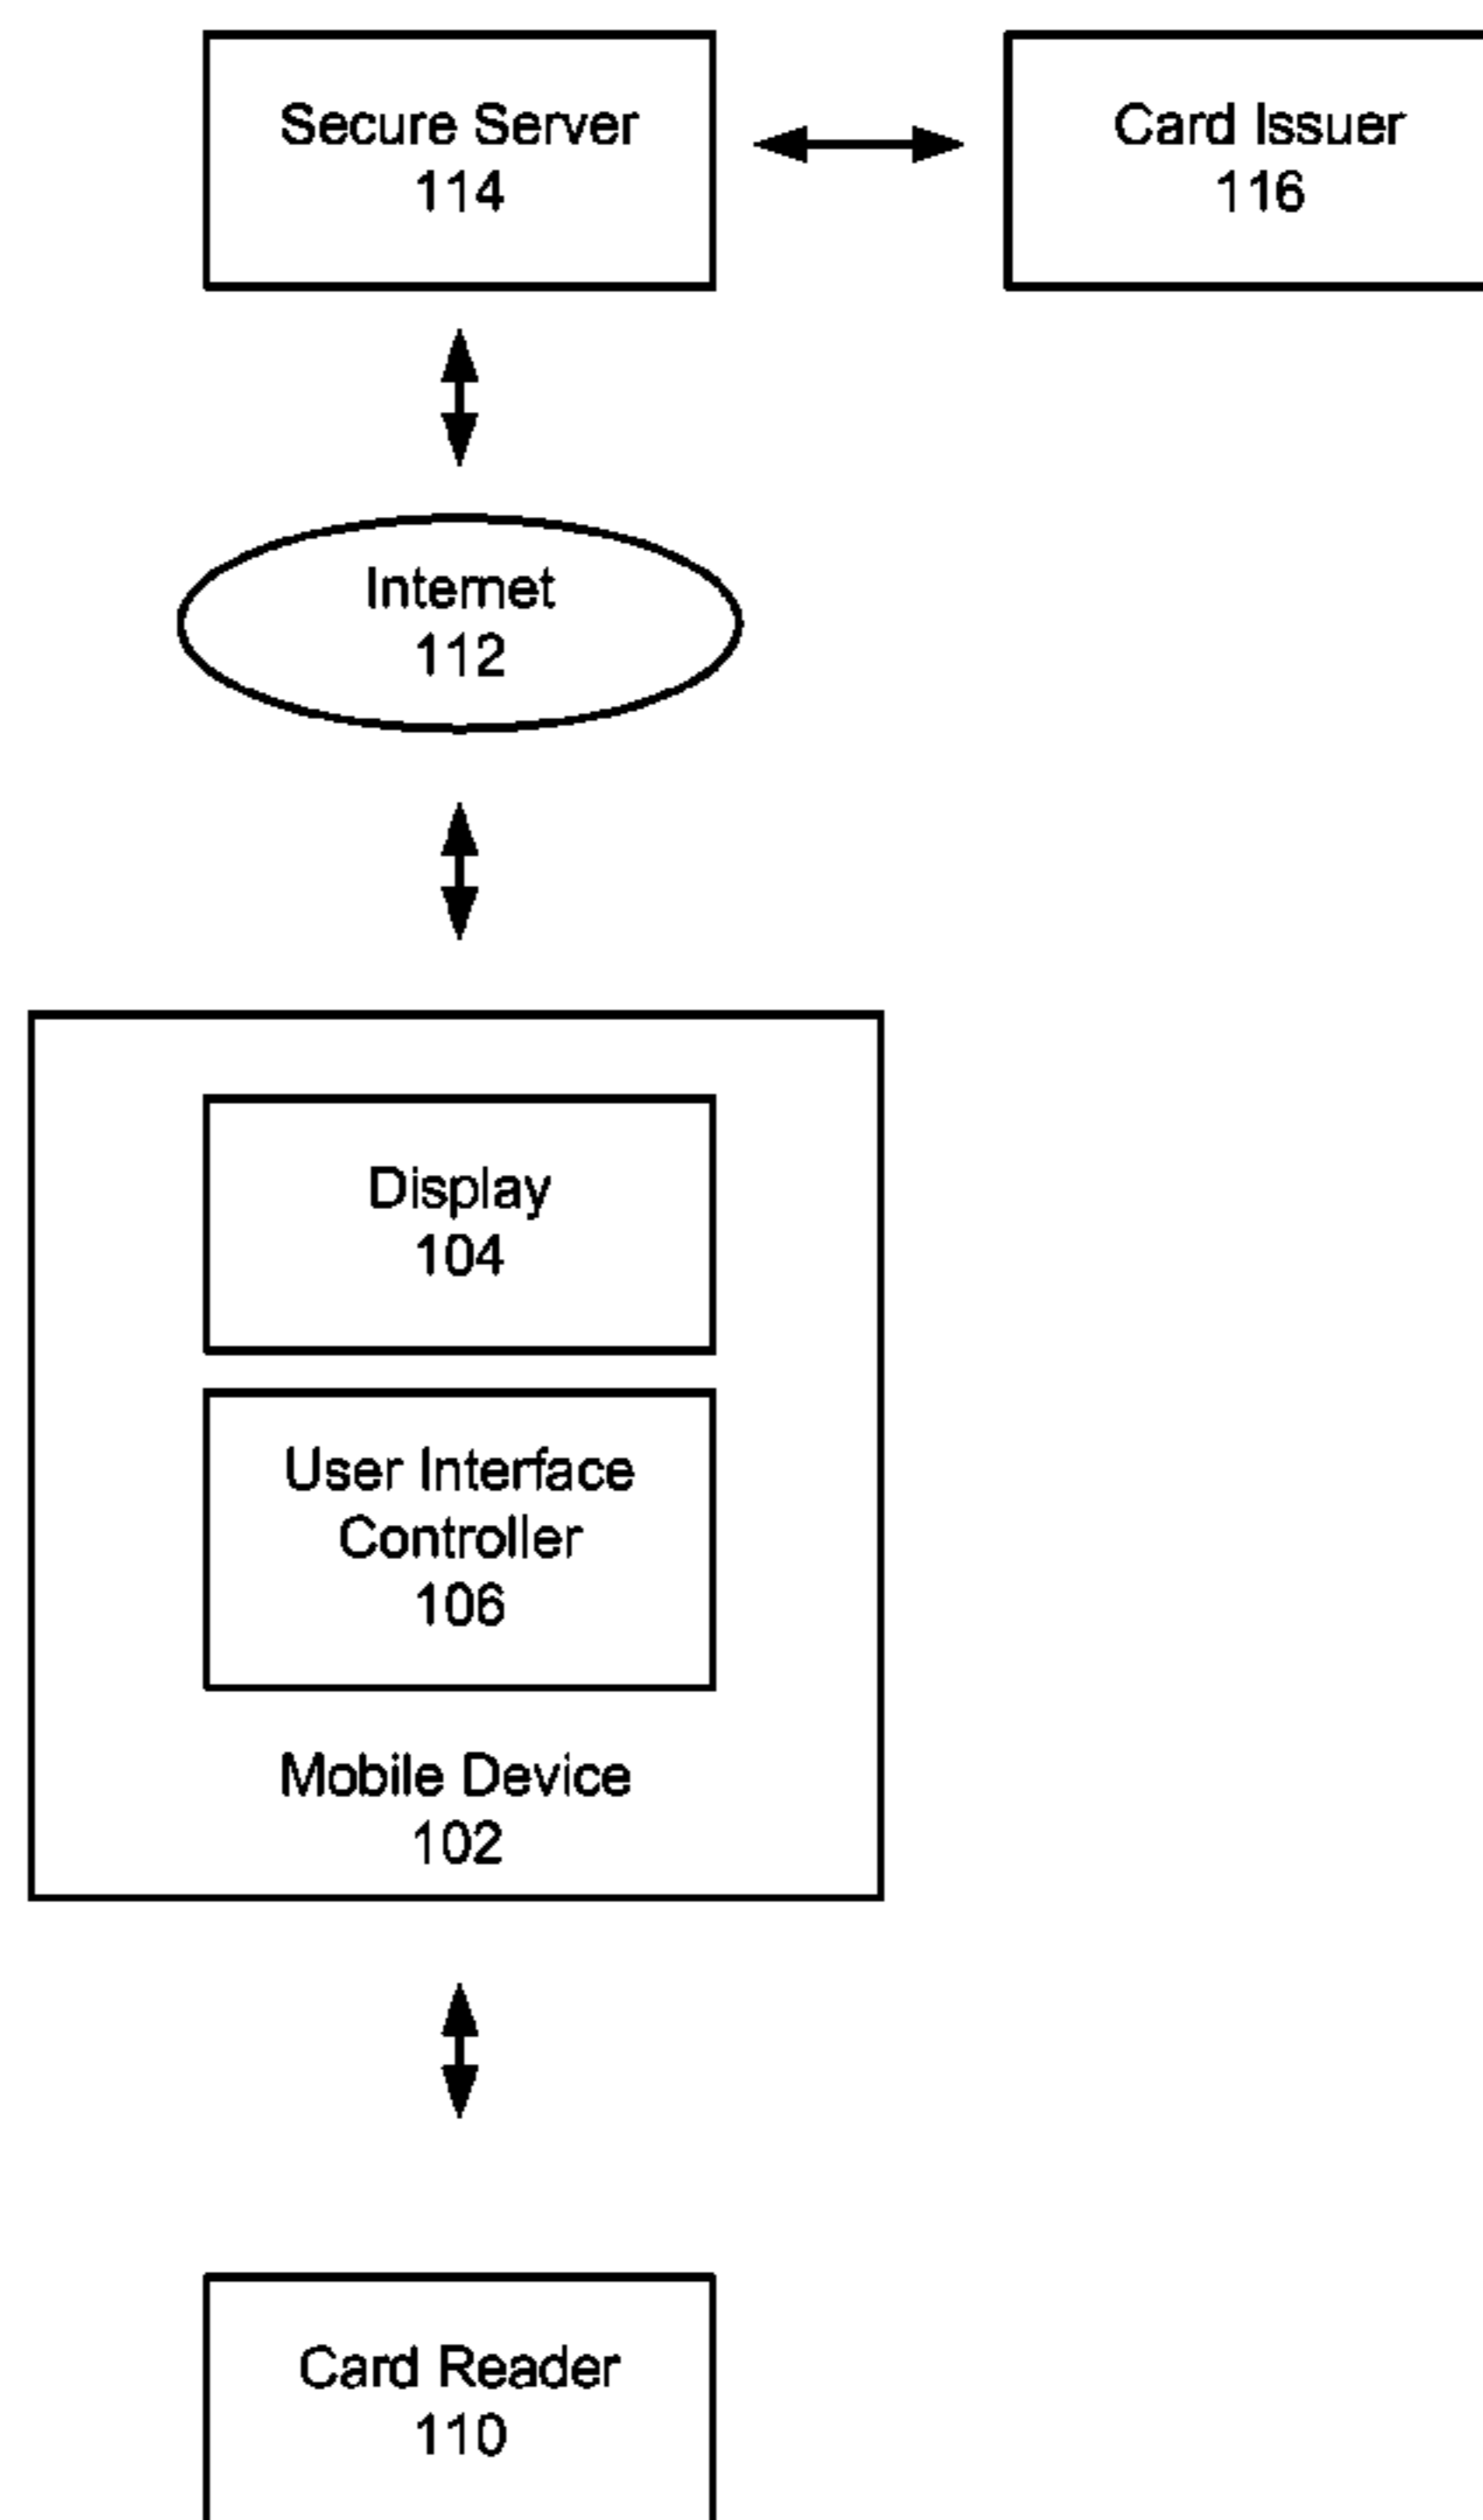 Secure Server
114
Card Issuer
116
Internet
112
Display
104
User Interface
Controller
106
Mobile Device
102
Card Reader
110